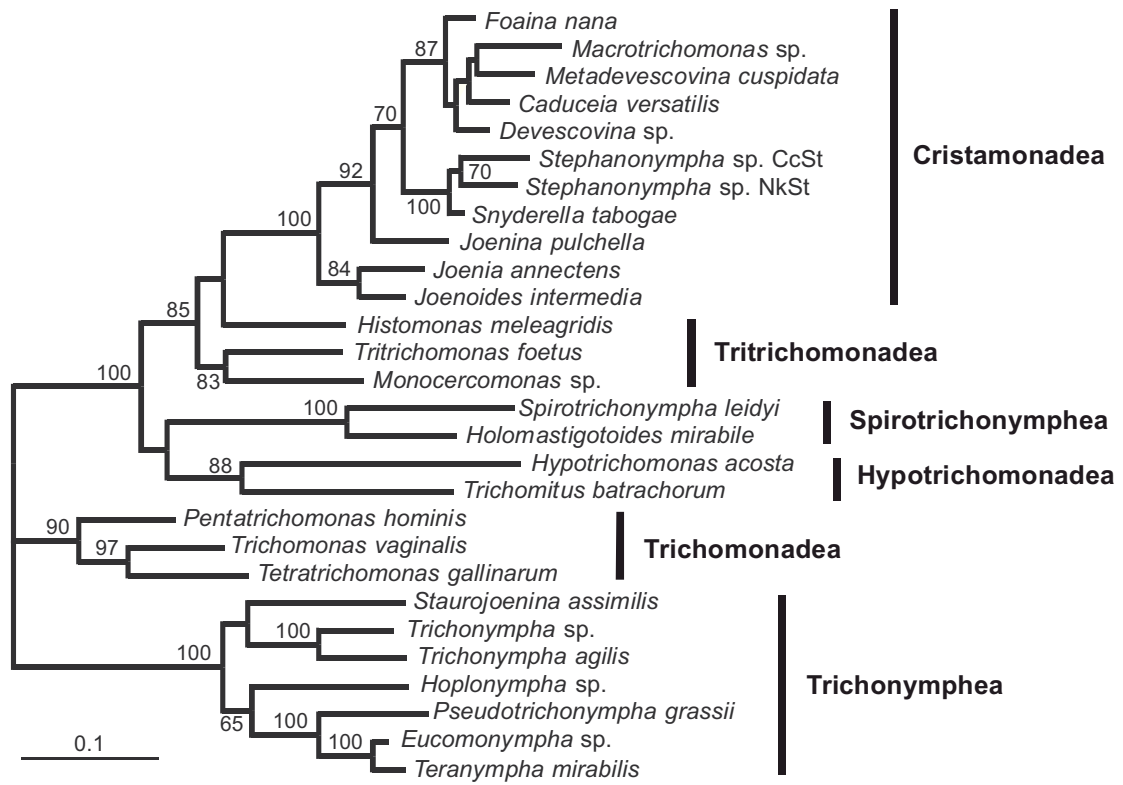 Foaina nana
87
Macrotrichomonas sp.
Metadevescovina cuspidata
Caduceia versatilis
70
Devescovina sp.
Stephanonympha sp. CcSt
Cristamonadea
92
70
Stephanonympha sp. NkSt
100
Snyderella tabogae
100
Joenina pulchella
84
Joenia annectens
Joenoides intermedia
85
Histomonas meleagridis
Tritrichomonas foetus
Tritrichomonadea
100
83
Monocercomonas sp.
100
Spirotrichonympha leidyi
Spirotrichonymphea
Holomastigotoides mirabile
88
Hypotrichomonas acosta
Hypotrichomonadea
Trichomitus batrachorum
90
Pentatrichomonas hominis
97
Trichomonas vaginalis
Trichomonadea
Tetratrichomonas gallinarum
Staurojoenina assimilis
100
Trichonympha sp.
100
Trichonympha agilis
Hoplonympha sp.
Trichonymphea
65
100
Pseudotrichonympha grassii
0.1
100
Eucomonympha sp.
Teranympha mirabilis